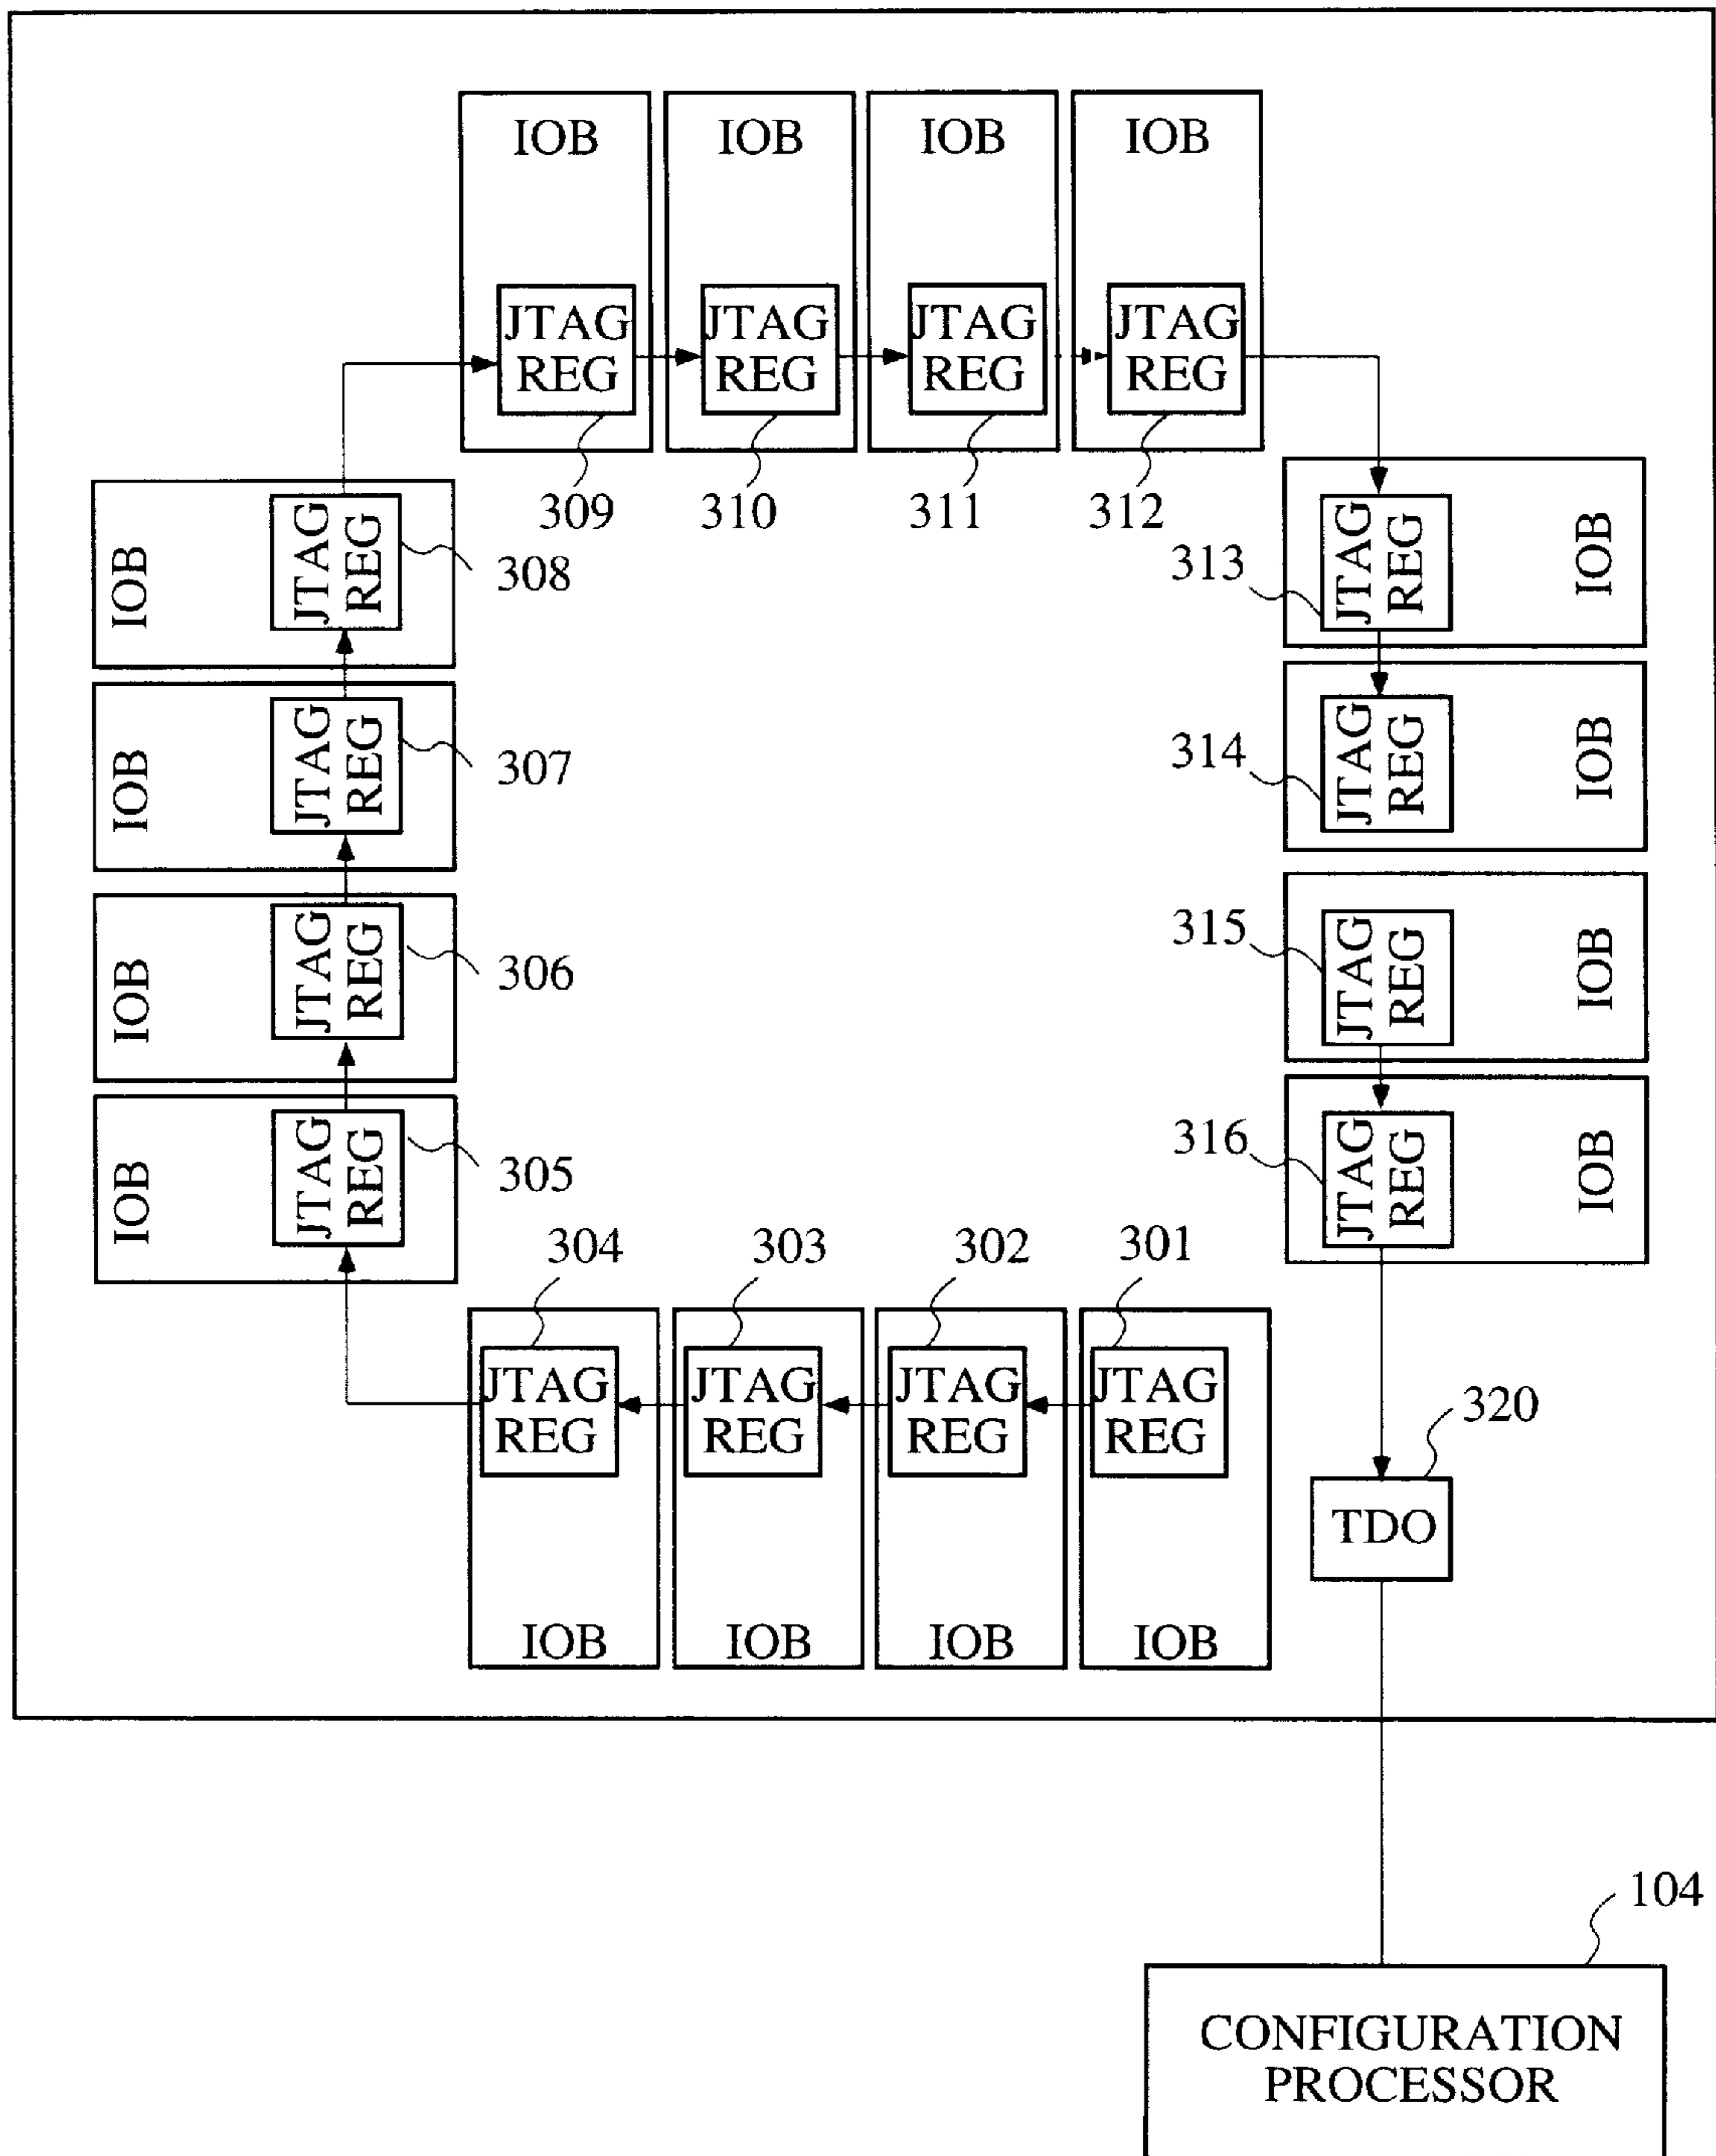 IOB
IOB
IOB
IOB
JTAG
REG
JTAG
REG
JTAG
REG
JTAG
REG
309
310
311
312
IOB
JTAG
REG
308
313
JTAG
REG
IOB
IOB
JTAG
REG
307
314
JTAG
REG
IOB
IOB
JTAG
REG
306
315
JTAG
REG
IOB
IOB
JTAG
REG
305
316
JTAG
REG
IOB
304
303
302
301
JTAG
REG
JTAG
REG
JTAG
REG
JTAG
REG
320
TDO
IOB
IOB
IOB
IOB
104
CONFIGURATION
PROCESSOR